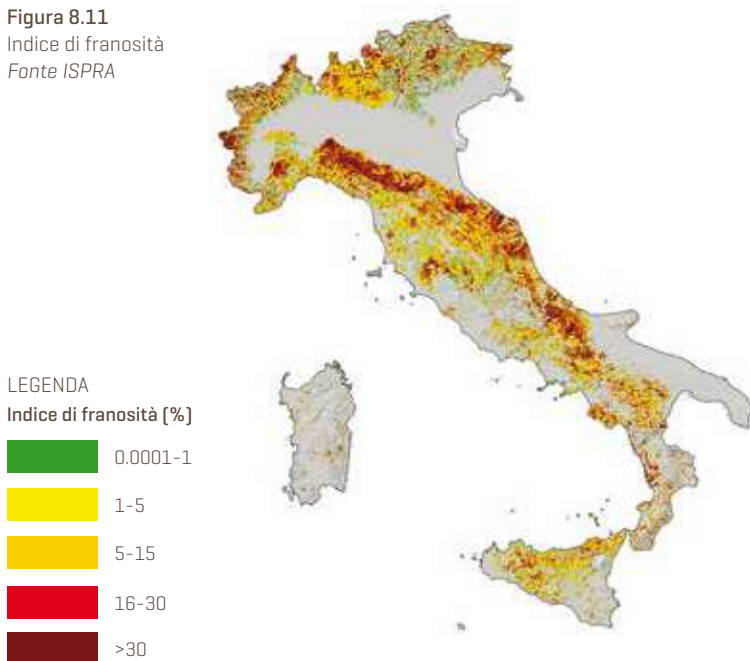 Figura 8.11
Indice di franosità
Fonte ISPRA
LEGENDA
Indice di franosità (%)
0.0001-1
1-5
5-15
16-30
>30